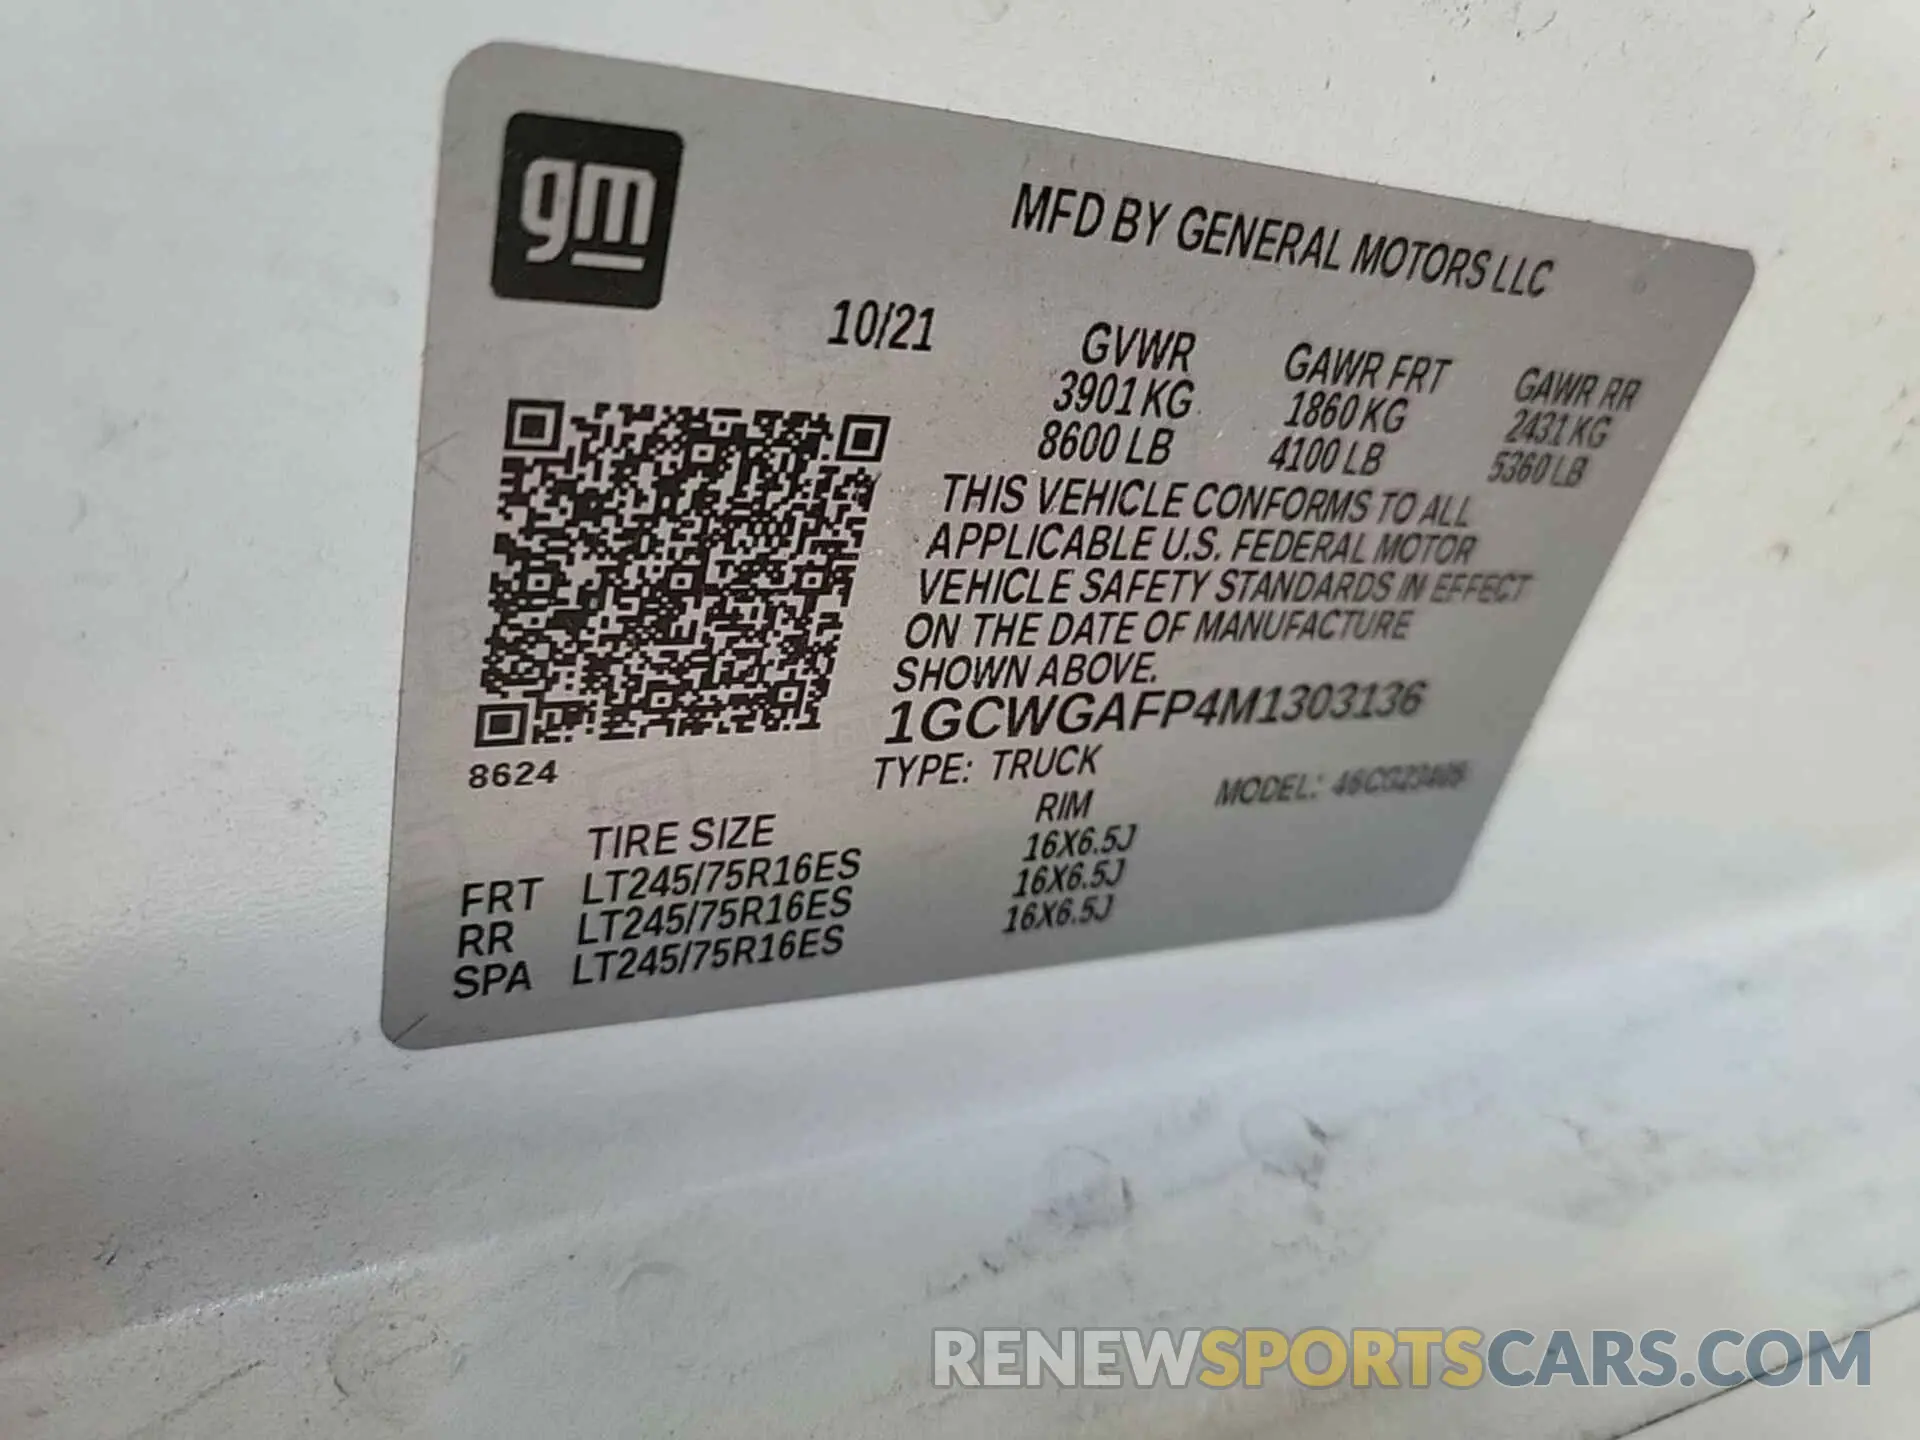 gm
MFD BY GENERAL MOTORS LLC
10/21 GVWR GAWR FRT GAWR RR
3901 KG 1860 KG 2431 KG
8600 LB 4100 LB 5360 LB
THIS VEHICLE CONFORMS TO ALL
APPLICABLE U.S. FEDERAL MOTOR
VEHICLE SAFETY STANDARDS IN EFFECT
ON THE DATE OF MANUFACTURE
SHOWN ABOVE.
1GCWGAFP4M1303136
8624 TYPE: TRUCK MODEL:
TIRE SIZE RIM
FRT LT245/75R16ES 16X6.5J
RR LT245/75R16ES 16X6.5J
SPA LT245/75R16ES 16X6.5J
RENEWSPORTSCARS.COM